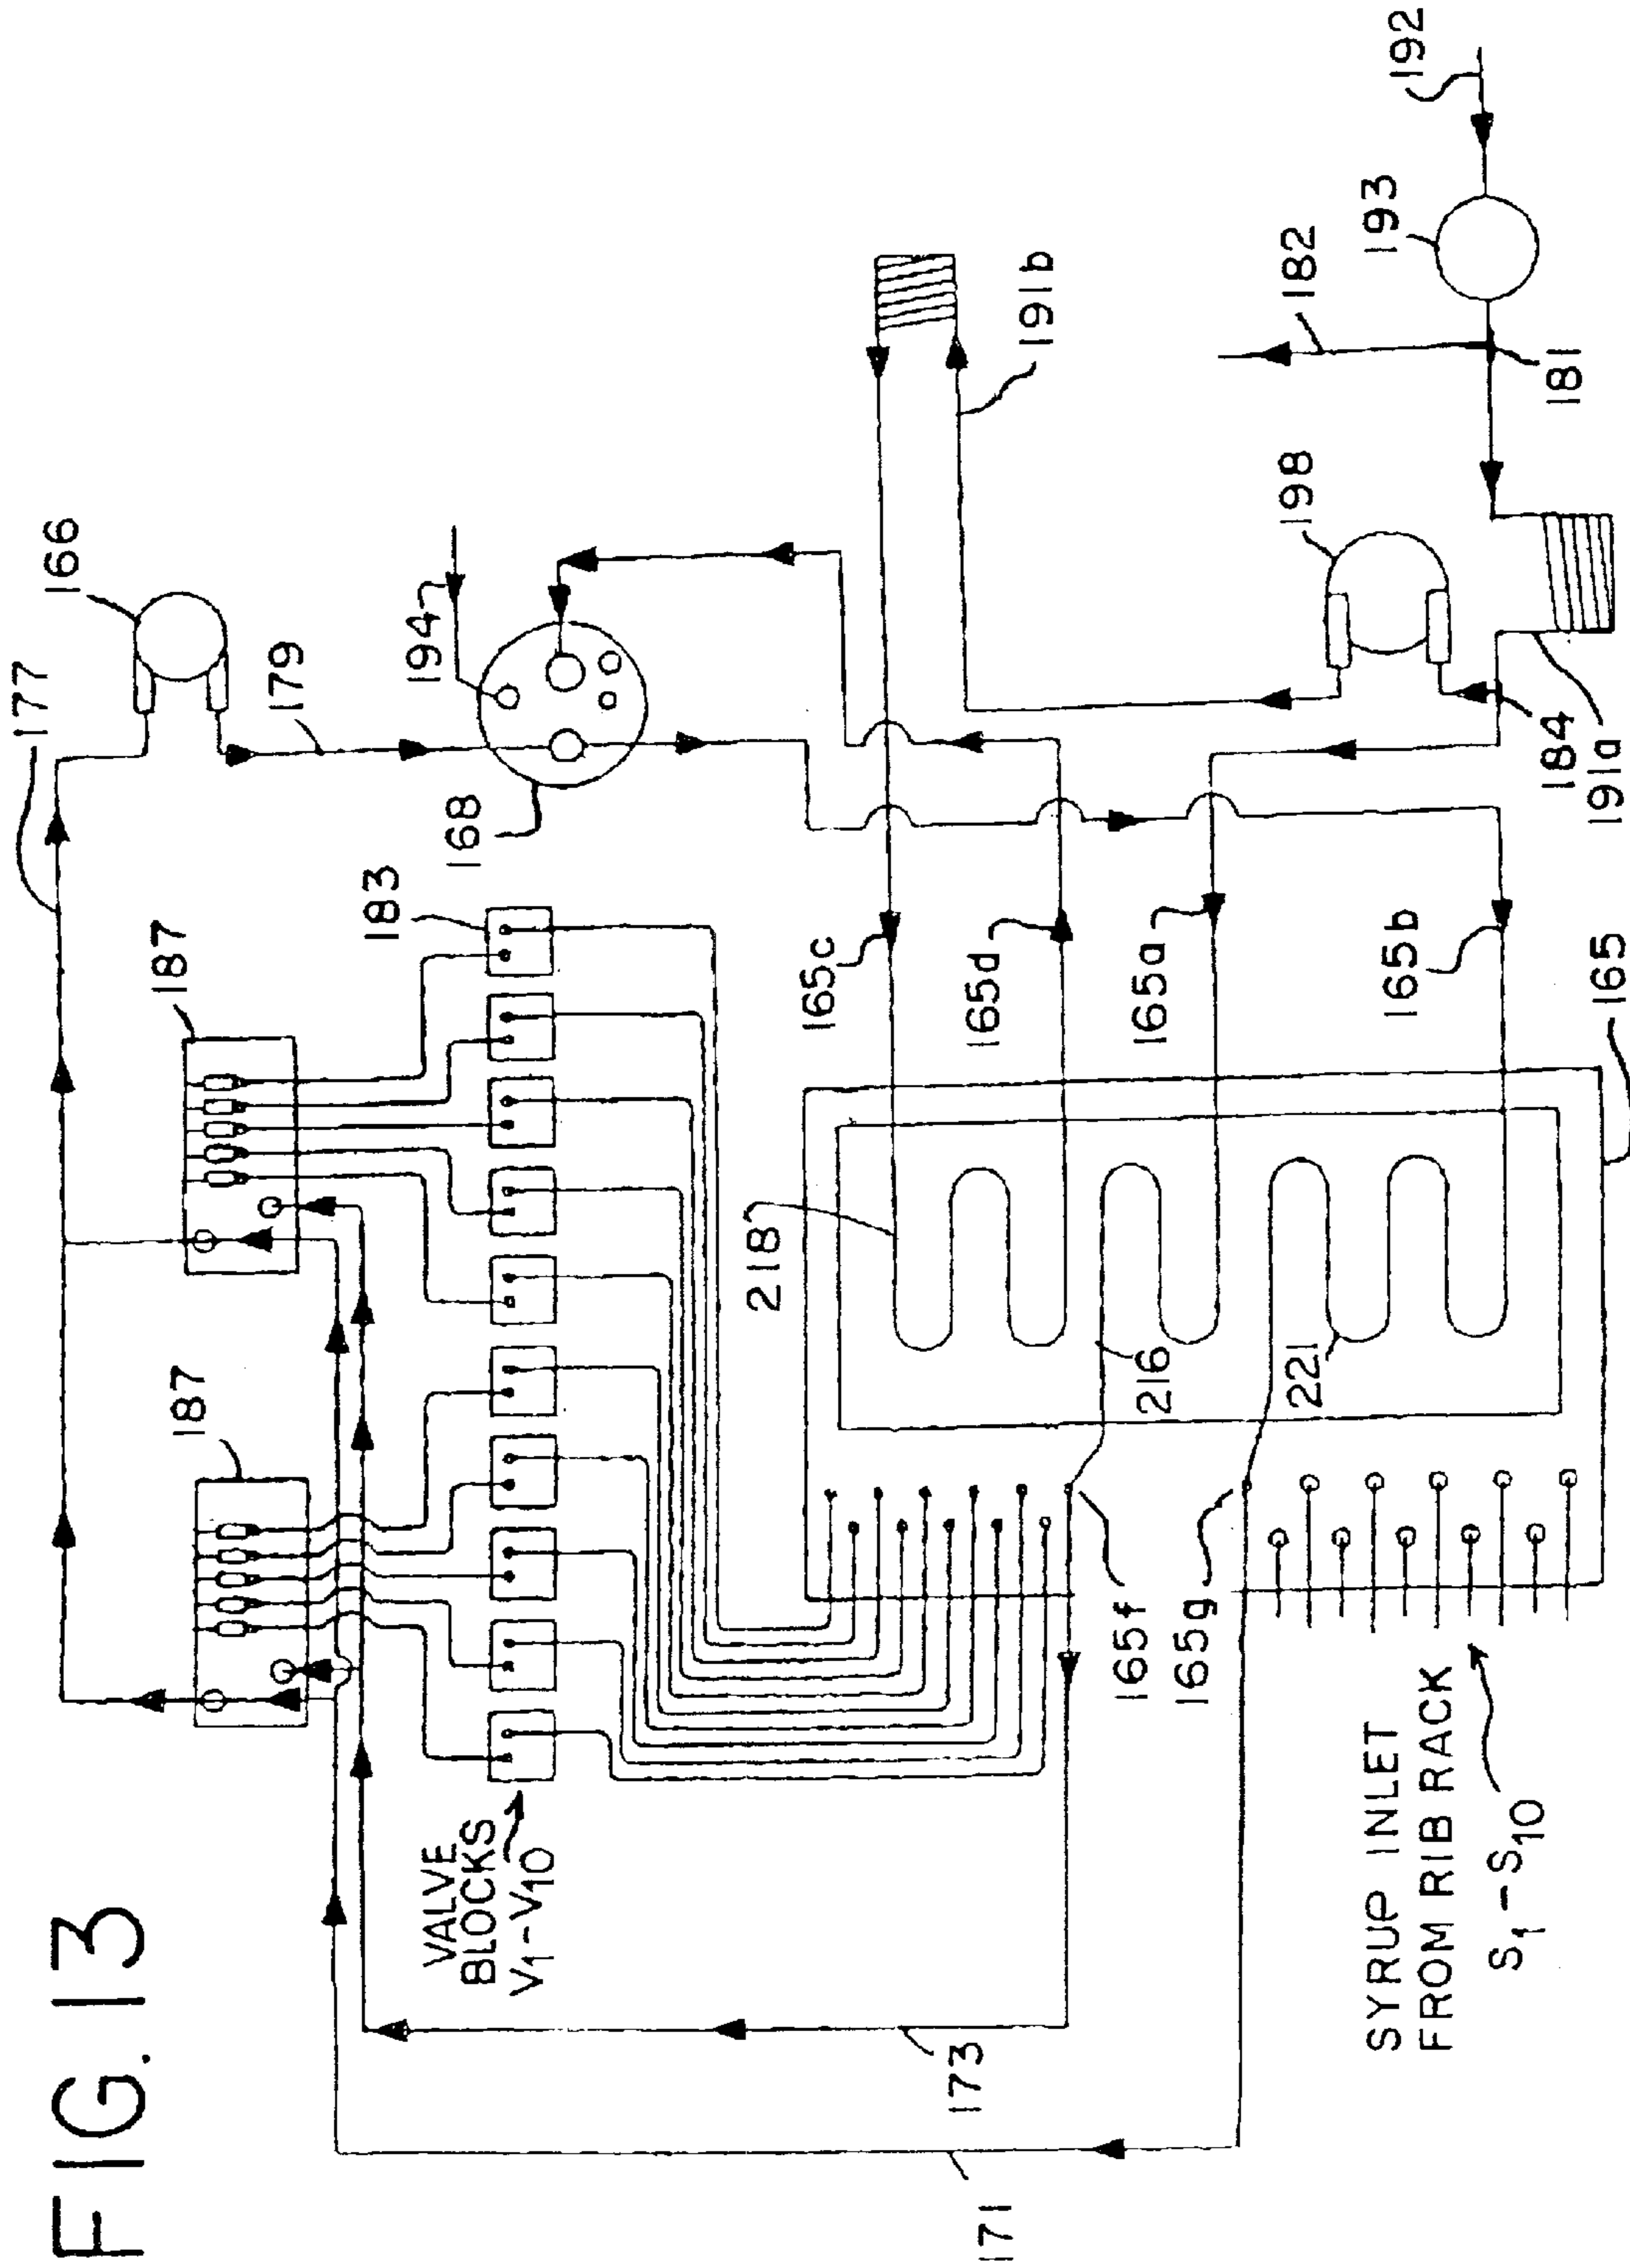 FIG. 13
177
166
187
187
179
194
168
183
VALVE
BLOCKS
V1-V10
191b
192
193
182
181
198
184
191a
165c
165d
165a
165b
165
218
216
221
165f
165g
173
171
SYRUP INLET
FROM RIB RACK
S1-S10